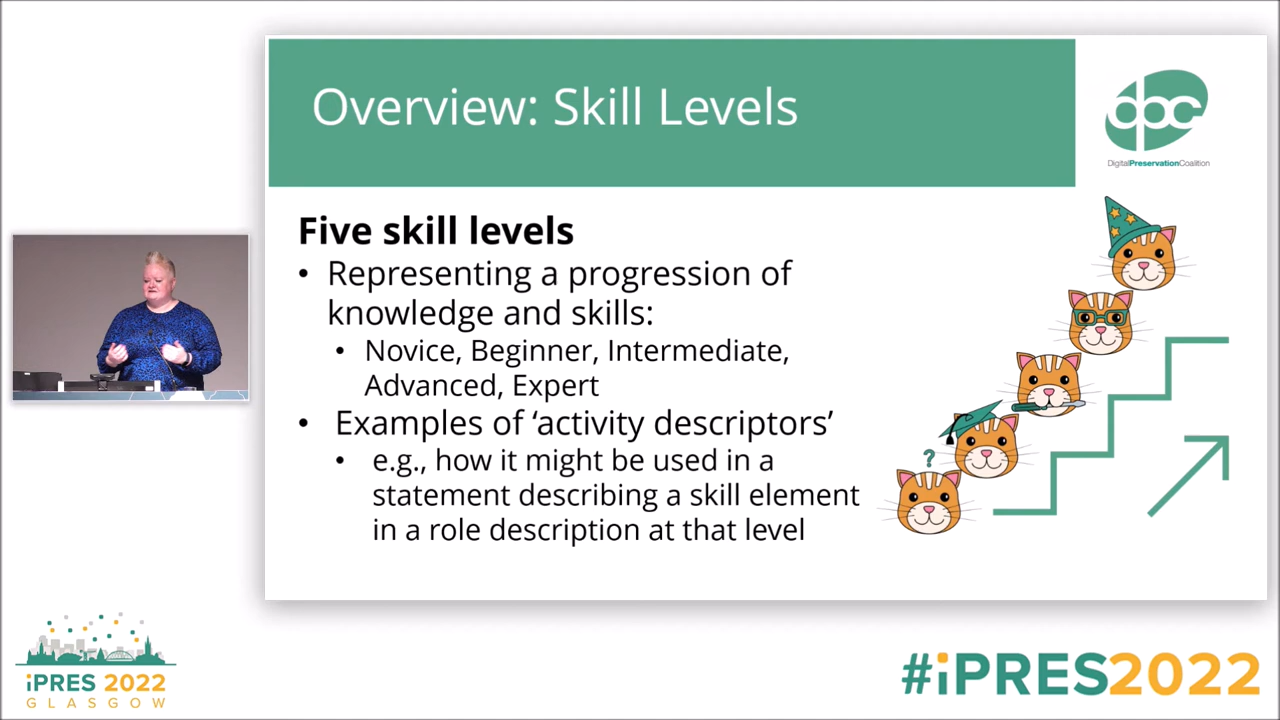 Overview: Skill Levels
dpc
DigitalPreservationCoalition
Five skill levels
• Representing a progression of
knowledge and skills:
• Novice, Beginner, Intermediate,
Advanced, Expert
• Examples of ‘activity descriptors’
• e.g., how it might be used in a
statement describing a skill element
in a role description at that level
?
iPRES 2022
GLASGOW
#iPRES2022